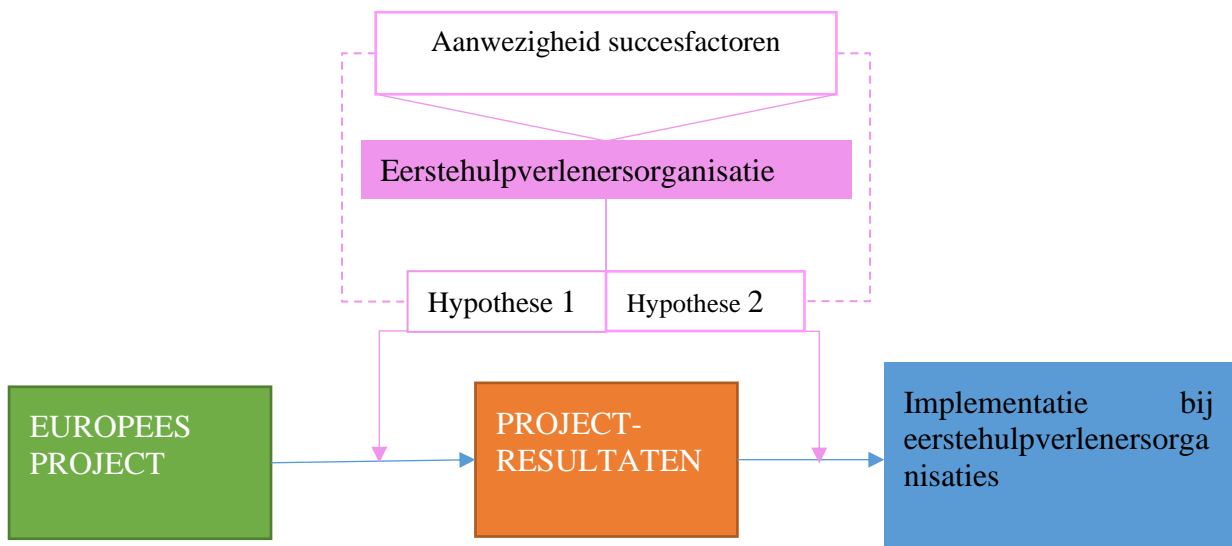 Aanwezigheid succesfactoren
Eerstehulpverlenersorganisatie
Hypothese 1
Hypothese 2
EUROPEES
PROJECT
PROJECT-
RESULTATEN
Implementatie bij
eerstehulpverlenersorga
nisaties